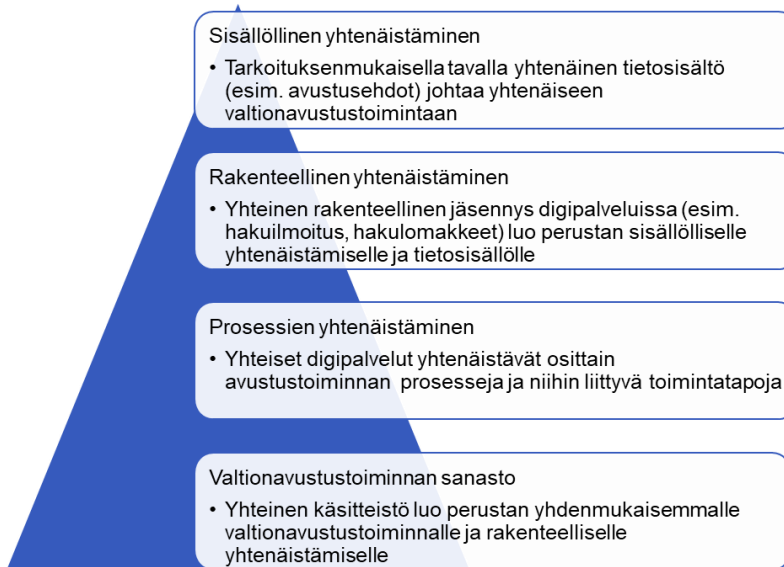 Sisällöllinen yhtenäistäminen
• Tarkoituksenmukaisella tavalla yhtenäinen tietosisältö
(esim. avustusehdot) johtaa yhtenäiseen
valtionavustustoimintaan
Rakenteellinen yhtenäistäminen
• Yhteinen rakenteellinen jäsennys digipalveluissa (esim.
hakuilmoitus, hakulomakkeet) luo perustan sisällölliselle
yhtenäistämiselle ja tietosisällölle
Prosessien yhtenäistäminen
• Yhteiset digipalvelut yhtenäistävät osittain
avustustoiminnan prosesseja ja niihin liittyvä toimintatapoja
Valtionavustustoiminnan sanasto
• Yhteinen käsitteistö luo perustan yhdenmukaisemmalle
valtionavustustoiminnalle ja rakenteelliselle
yhtenäistämiselle